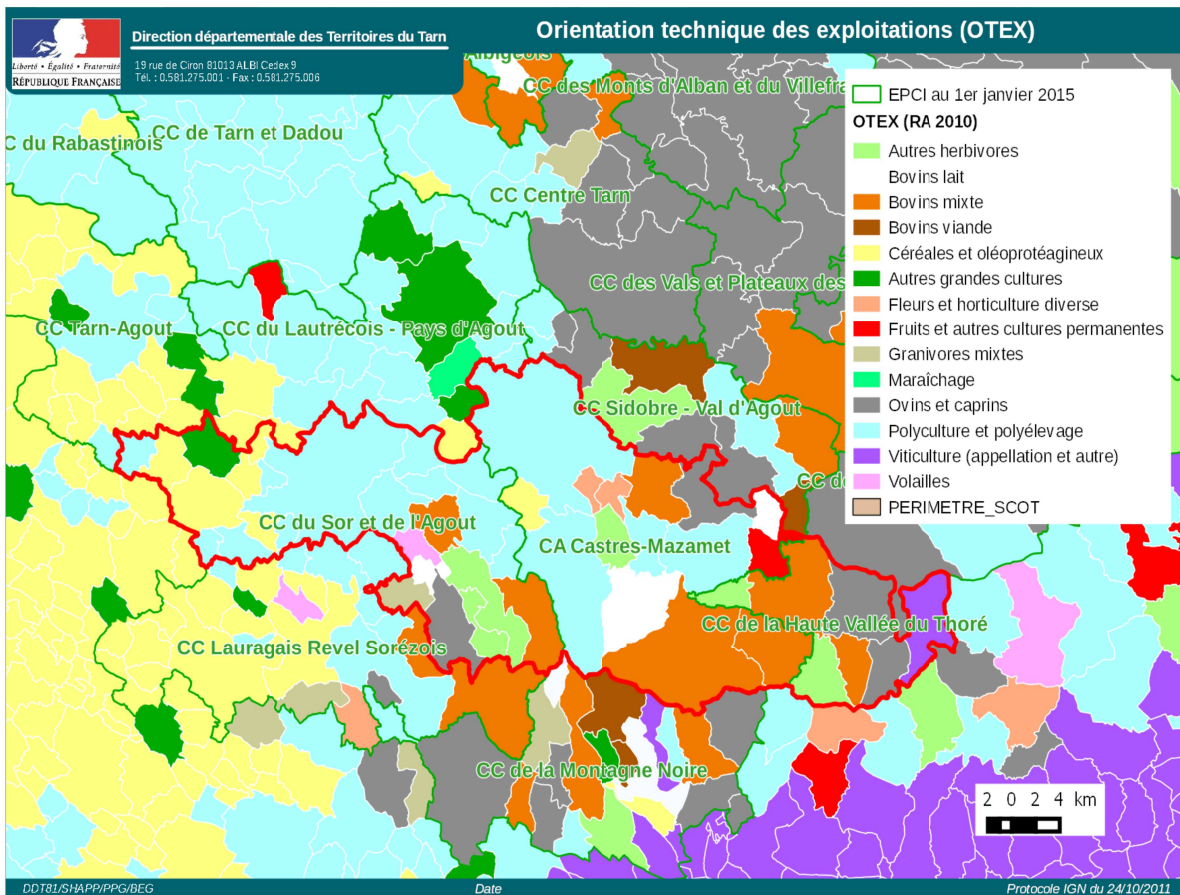 Liberté • Égalité • Fraternité
RÉPUBLIQUE FRANÇAISE
Direction départementale des Territoires du Tarn
19 rue de Ciron 81013 ALBI Cedex 9
Tél. : 0.581.275.001 - Fax : 0.581.275.006
Orientation technique des exploitations (OTEX)
Albigeois
CC des Monts d'Alban et du Villefra
CC de Tarn et Dadou
C du Rabastinois
CC Centre Tarn
CC des Vals et Plateaux des
CC Tarn-Agout
CC du Lautrécois - Pays d'Agout
CC Sidobre - Val d'Agout
CC de
CC du Sor et de l'Agout
CA Castres-Mazamet
CC de la Haute Vallée du Thoré
CC Lauragais Revel Sorézois
CC de la Montagne Noire
EPCI au 1er janvier 2015
OTEX (RA 2010)
Autres herbivores
Bovins lait
Bovins mixte
Bovins viande
Céréales et oléoprotéagineux
Autres grandes cultures
Fleurs et horticulture diverse
Fruits et autres cultures permanentes
Granivores mixtes
Maraîchage
Ovins et caprins
Polyculture et polyélevage
Viticulture (appellation et autre)
Volailles
PERIMETRE_SCOT
2 0 2 4 km
DDT81/SHAPP/PPG/BEG
Date
Protocole IGN du 24/10/2011